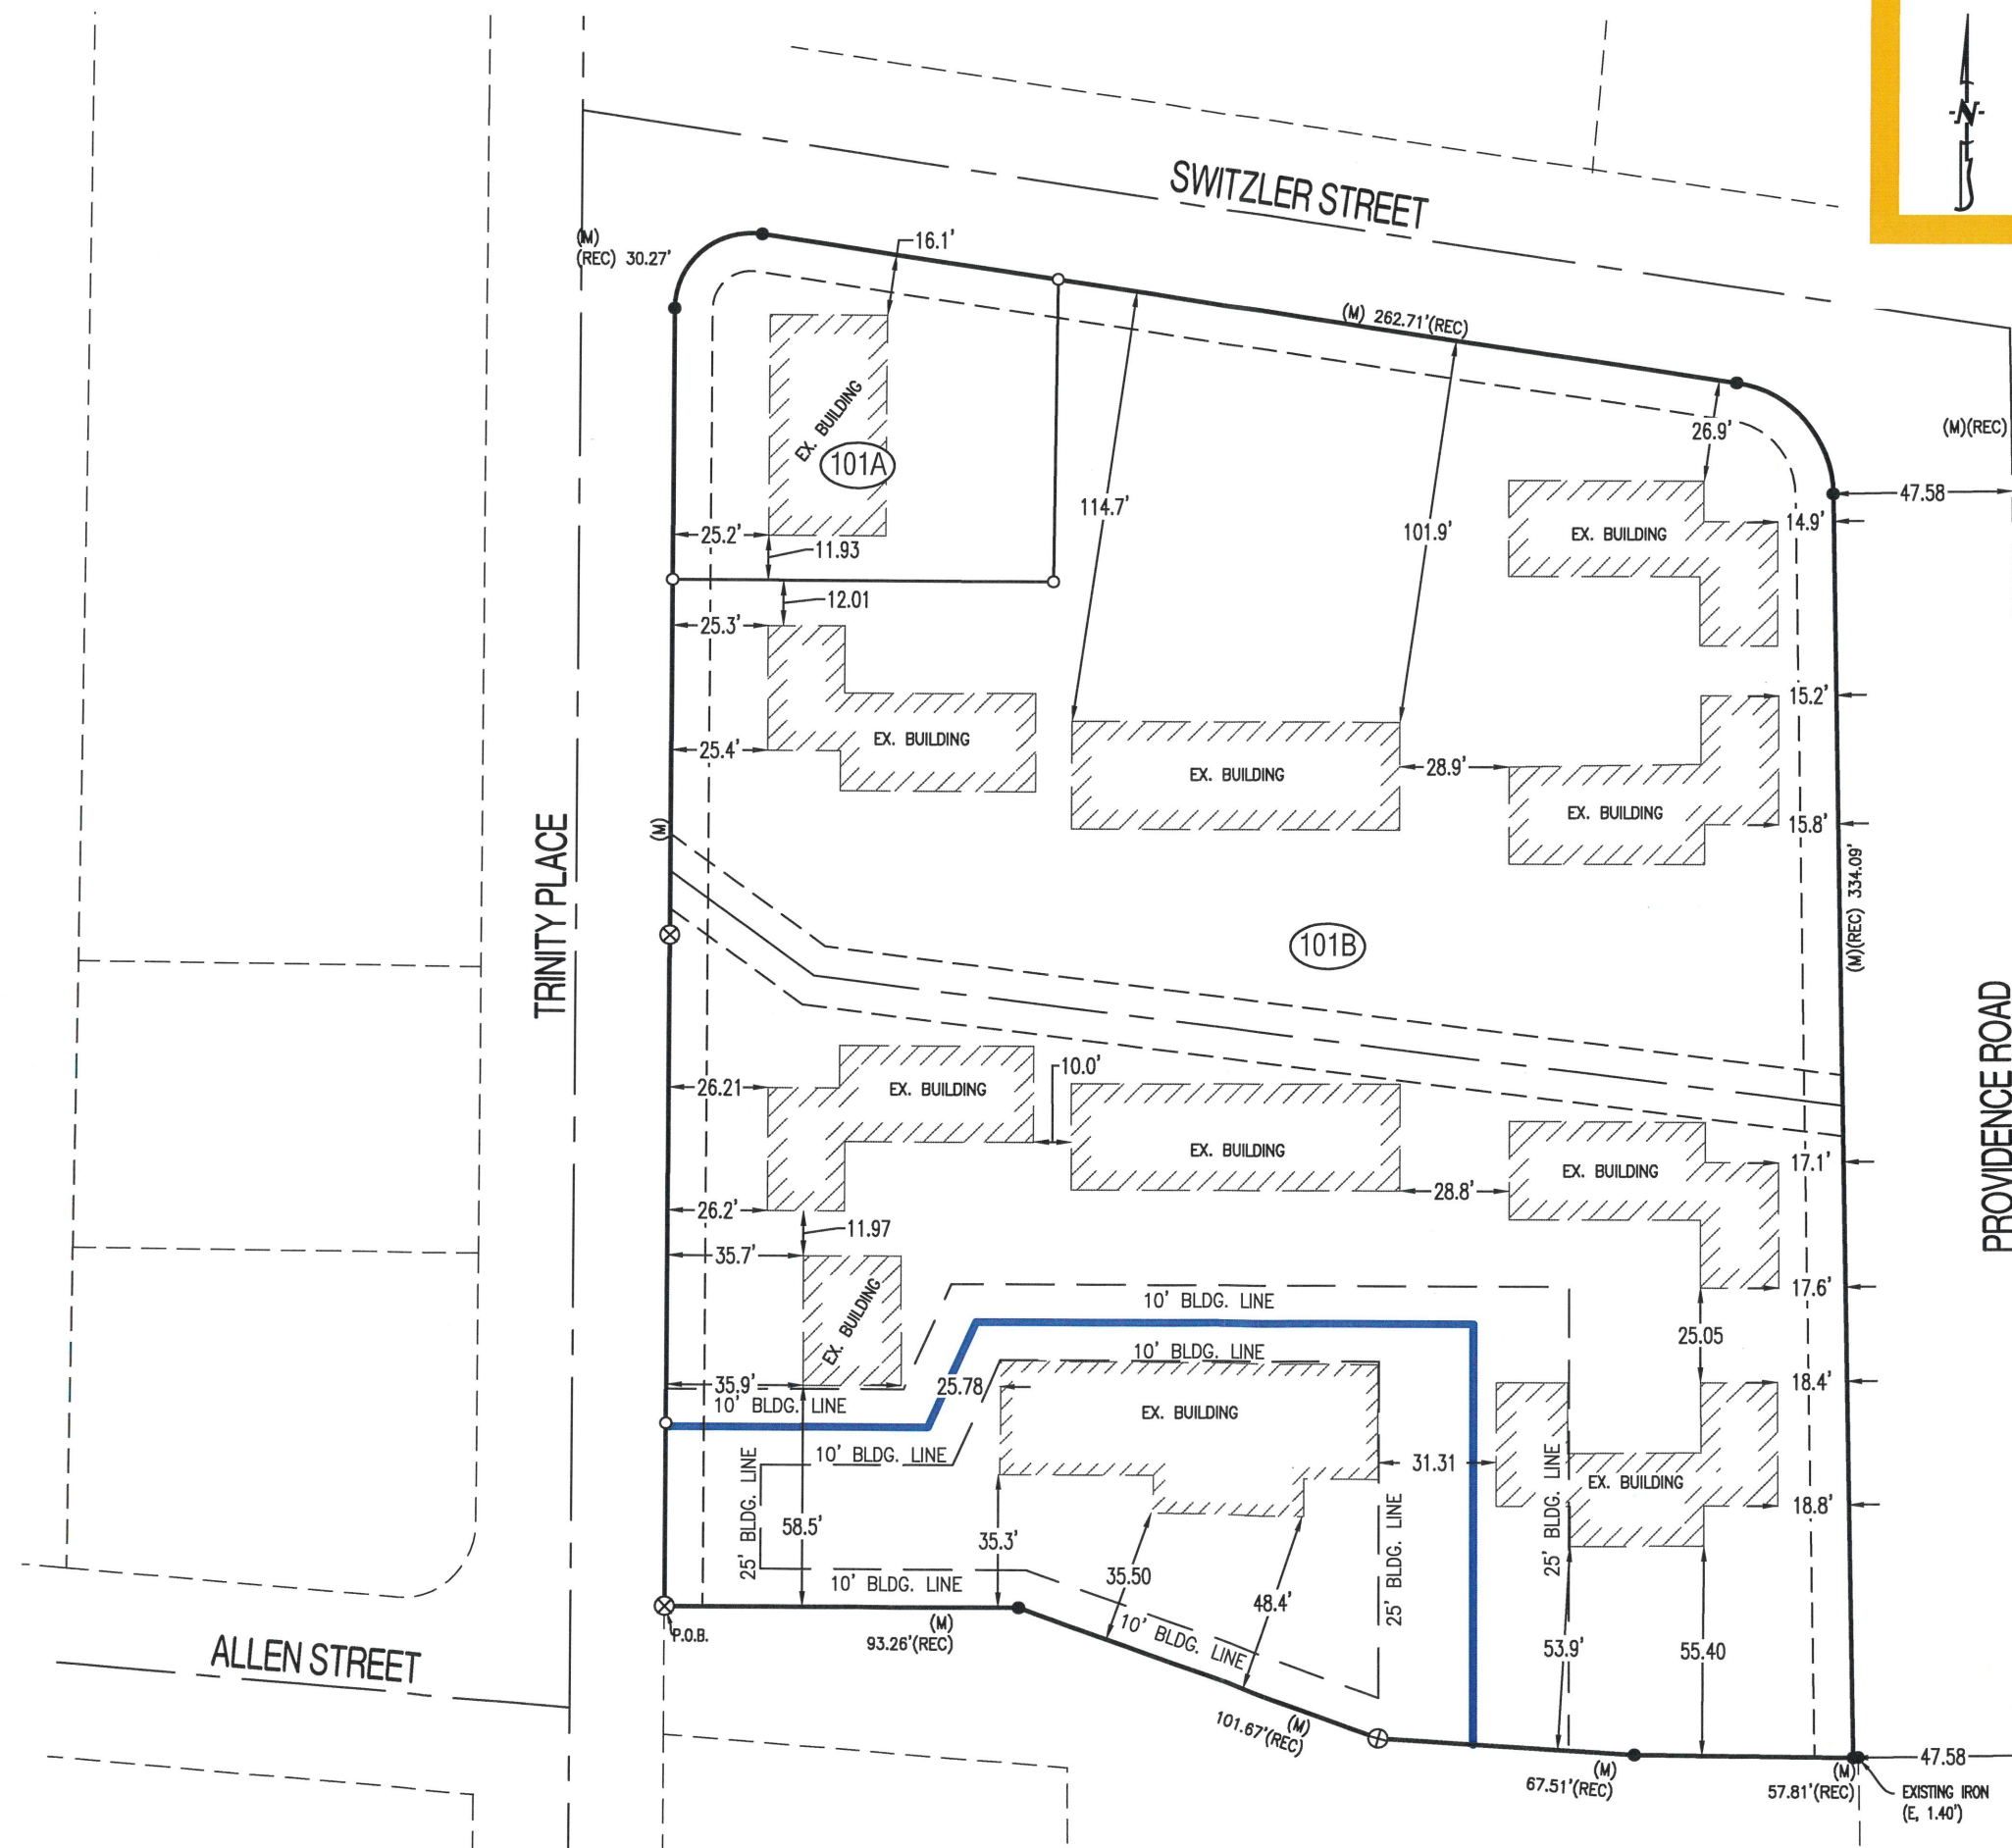 -N-
SWITZLER STREET
(M)
(REC) 30.27'
16.1'
(M) 262.71'(REC)
26.9'
(M)(REC)
47.58
14.9'
EX. BUILDING
101A
114.7'
101.9'
EX. BUILDING
25.2'
11.93
12.01
25.3'
15.2'
EX. BUILDING
25.4'
EX. BUILDING
28.9'
EX. BUILDING
15.8'
(M)
TRINITY PLACE
(M)(REC) 334.09'
101B
PROVIDENCE ROAD
26.21
EX. BUILDING
10.0'
EX. BUILDING
EX. BUILDING
17.1'
28.8'
26.2'
11.97
35.7'
EX. BUILDING
17.6'
10' BLDG. LINE
25.05
10' BLDG. LINE
35.9'
25.78
18.4'
10' BLDG. LINE
EX. BUILDING
10' BLDG. LINE
31.31
EX. BUILDING
18.8'
25' BLDG. LINE
58.5'
35.3'
25' BLDG. LINE
25' BLDG. LINE
10' BLDG. LINE
35.50
48.4'
10' BLDG. LINE
53.9'
55.40
P.O.B.
(M)
93.26'(REC)
ALLEN STREET
(M)
101.67'(REC)
(M)
67.51'(REC)
(M)
57.81'(REC)
47.58
EXISTING IRON
(E, 1.40')